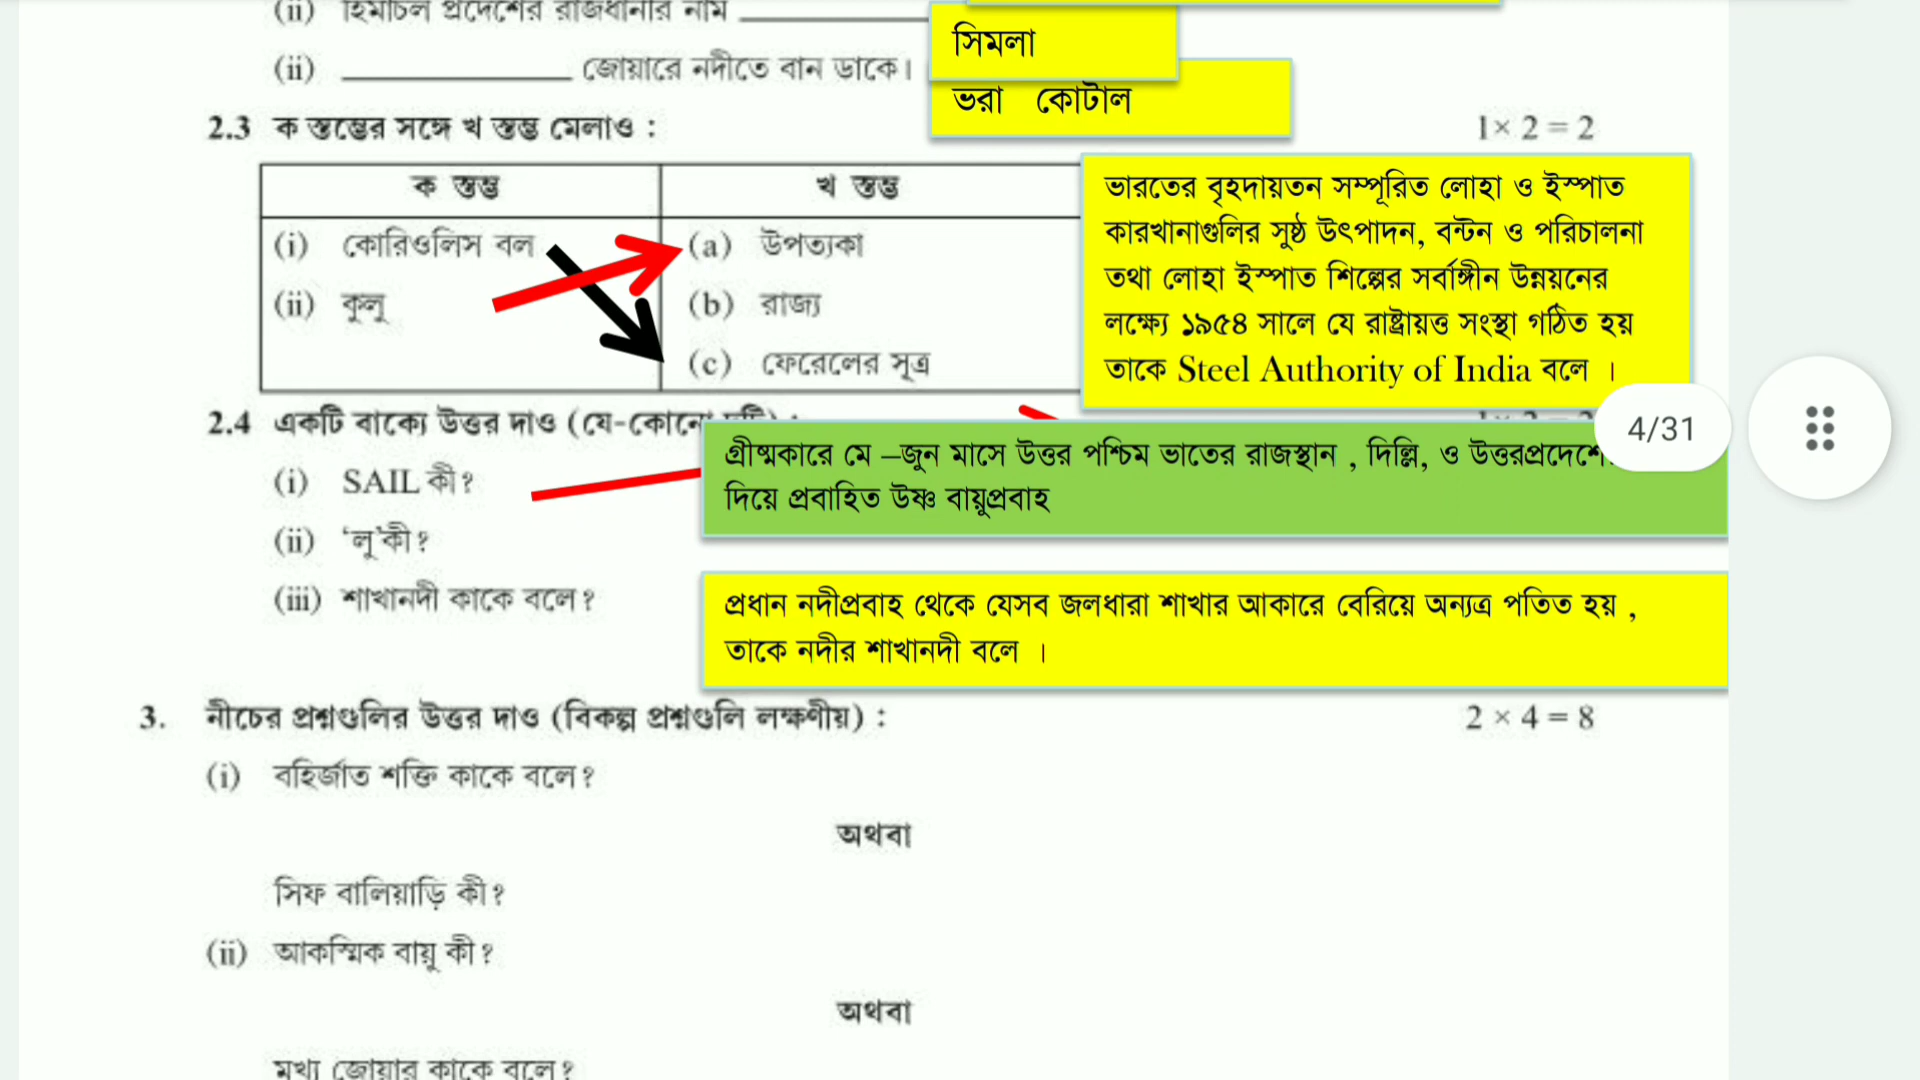 (ii) হিমাচল প্রদেশের রাজধানীর নাম
সিমলা
(ii) ____________ জোয়ারে নদীতে বান ডাকে।
ভরা কোটাল
2.3 ক স্তম্ভের সঙ্গে খ স্তম্ভ মেলাও : 1× 2 = 2
ক স্তম্ভ খ স্তম্ভ
(i) কোরিওলিস বল (a) উপত্যকা
(ii) কুলু (b) রাজ্য
(c) ফেরেলের সূত্র
ভারতের বৃহদায়তন সম্পূরিত লোহা ও ইস্পাত
কারখানাগুলির সুষ্ঠ উৎপাদন, বন্টন ও পরিচালনা
তথা লোহা ইস্পাত শিল্পের সর্বাঙ্গীন উন্নয়নের
লক্ষ্যে ১৯৫৪ সালে যে রাষ্ট্রায়ত্ত সংস্থা গঠিত হয়
তাকে Steel Authority of India বলে ।
2.4 একটি বাক্যে উত্তর দাও
4/31
(i) SAIL কী?
গ্রীষ্মকারে মে –জুন মাসে উত্তর পশ্চিম ভাতের রাজস্থান , দিল্লি, ও
দিয়ে প্রবাহিত উষ্ণ বায়ুপ্রবাহ
(ii) ‘লু’কী?
(iii) শাখানদী কাকে বলে?
প্রধান নদীপ্রবাহ থেকে যেসব জলধারা শাখার আকারে বেরিয়ে অন্যত্র পতিত হয় ,
তাকে নদীর শাখানদী বলে ।
3. নীচের প্রশ্নগুলির উত্তর দাও (বিকল্প প্রশ্নগুলি লক্ষণীয়) : 2 × 4 = 8
(i) বহির্জাত শক্তি কাকে বলে?
অথবা
সিফ বালিয়াড়ি কী?
(ii) আকস্মিক বায়ু কী?
অথবা
মুখ্য জোয়ার কাকে বলে?